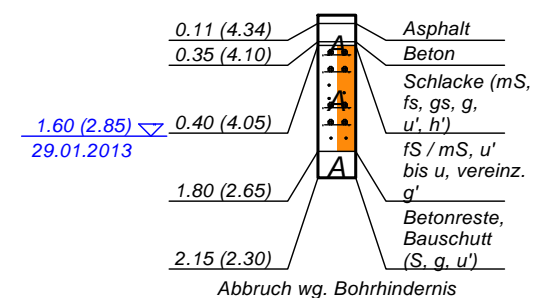 0.11 (4.34)
Asphalt
0.35 (4.10)
Beton
A
Schlacke (mS,
fs, gs, g,
u', h')
A
1.60 (2.85)
0.40 (4.05)
29.01.2013
fS / mS, u'
bis u, vereinz.
g'
A
1.80 (2.65)
Betonreste,
Bauschutt
(S, g, u')
2.15 (2.30)
Abbruch wg. Bohrhindernis